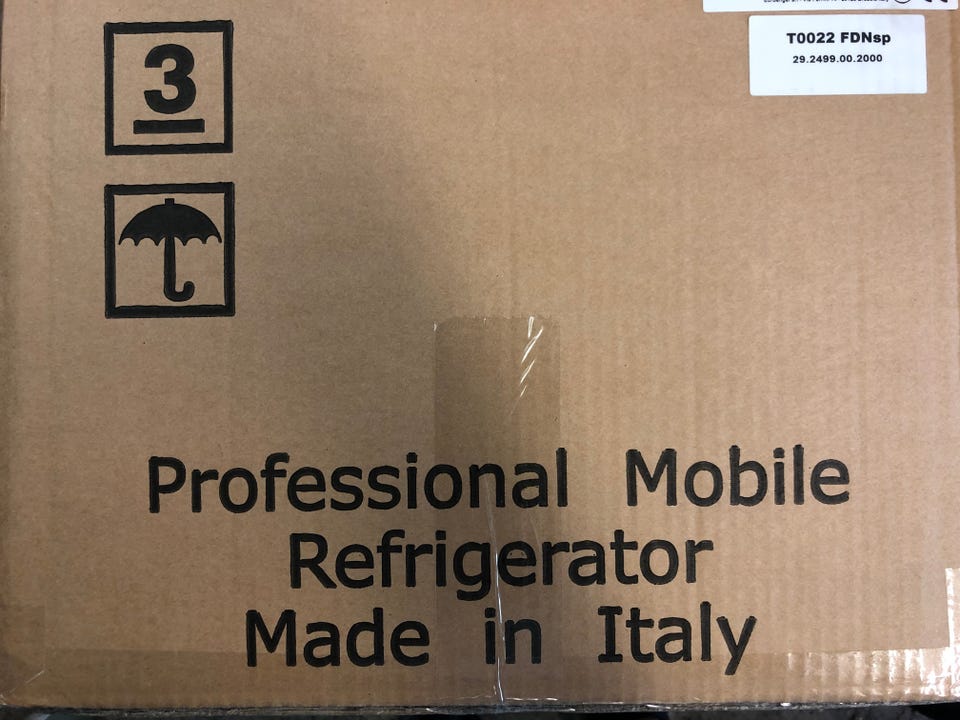 T0022 FDNsp
29.2499.00.2000
3
Professional Mobile
Refrigerator
Made in Italy